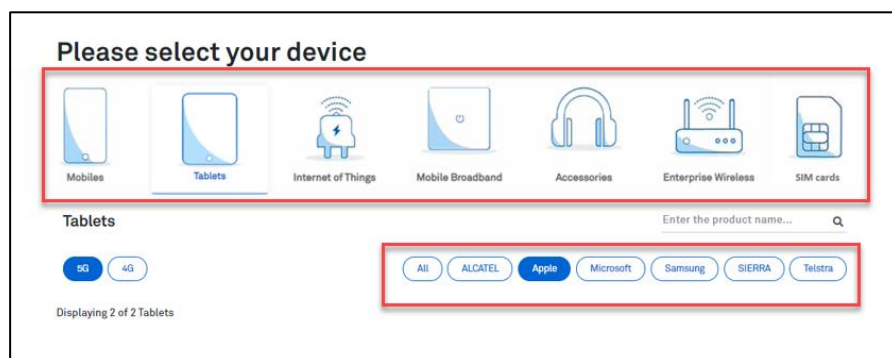 Please select your device
Mobiles Tablets Internet of Things Mobile Broadband Accessories Enterprise Wireless SIM cards
Tablets Enter the product name...
5G 4G All ALCATEL Apple Microsoft Samsung SIERRA Telstra
Displaying 2 of 2 Tablets